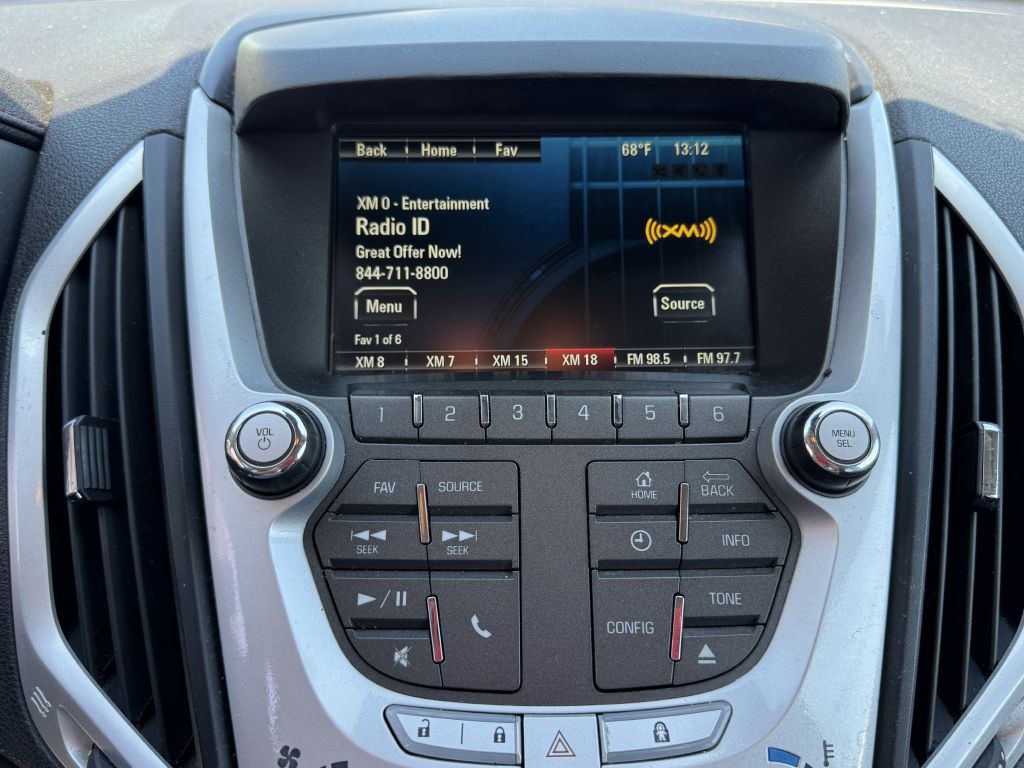 Back Home Fav 68°F 13:12
XM 0 - Entertainment
Radio ID
Great Offer Now!
844-711-8800
((XM))
Menu
Source
Fav 1 of 6
XM 8 XM 7 XM 15 XM 18 FM 98.5 FM 97.7
1 2 3 4 5 6
VOL
MENU
SEL
FAV SOURCE
HOME
BACK
SEEK
SEEK
INFO
TONE
CONFIG